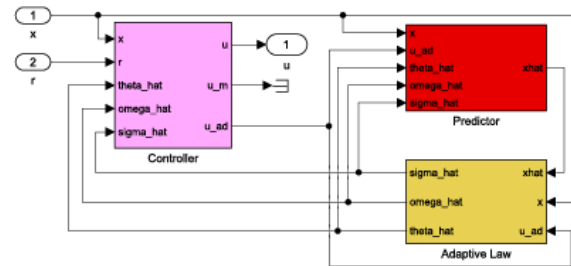 1
x
2
r
x
r
theta_hat
omega_hat
sigma_hat
u
u_m
u_ad
Controller
1
u
x
u_ad
theta_hat
omega_hat
sigma_hat
xhat
Predictor
sigma_hat
omega_hat
theta_hat
xhat
x
u_ad
Adaptive Law